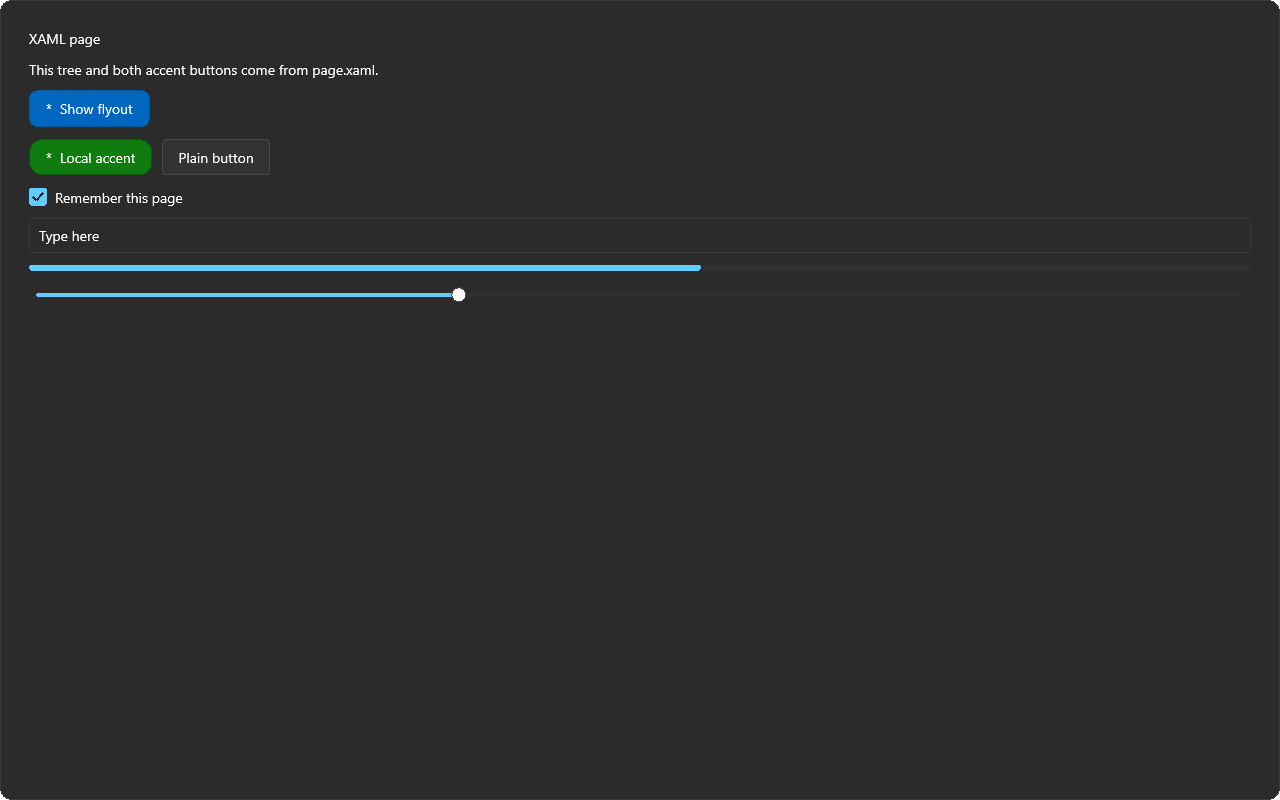 XAML page
This tree and both accent buttons come from page.xaml.
* Show flyout
* Local accent Plain button
Remember this page
Type here